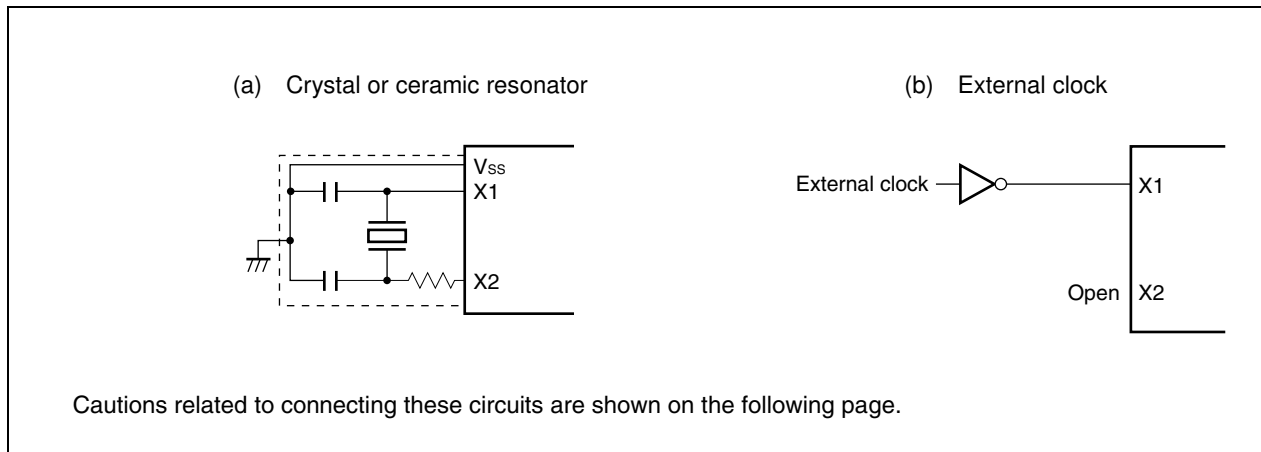 (a) Crystal or ceramic resonator
Vss
X1
X2
(b) External clock
External clock
X1
Open
X2
Cautions related to connecting these circuits are shown on the following page.